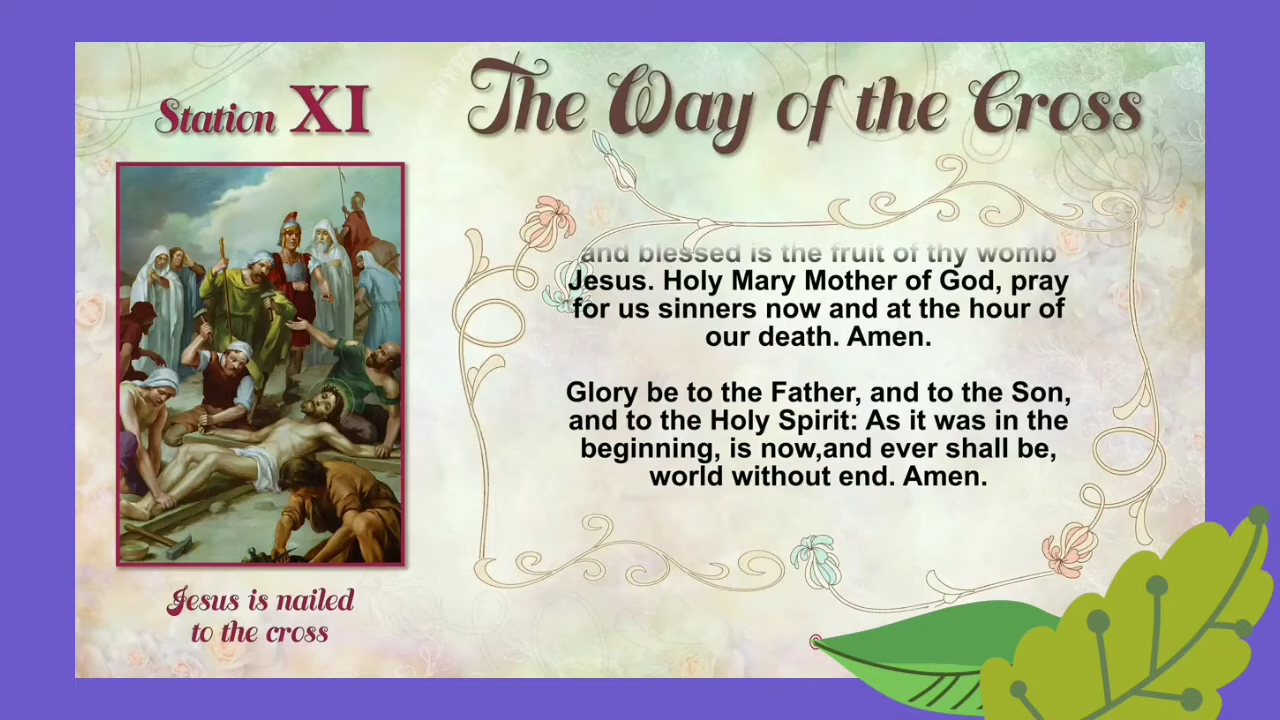 Station XI
The Way of the Cross
and blessed is the fruit of thy womb
Jesus. Holy Mary Mother of God, pray
for us sinners now and at the hour of
our death. Amen.
Glory be to the Father, and to the Son,
and to the Holy Spirit: As it was in the
beginning, is now,and ever shall be,
world without end. Amen.
Jesus is nailed
to the cross